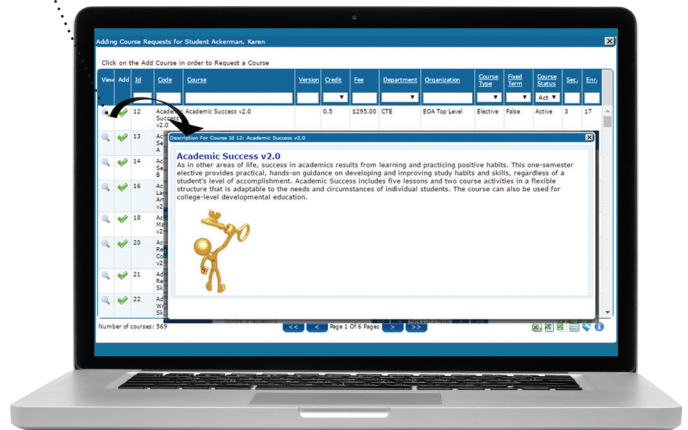 Adding Course Requests for Student Ackerman, Karen
Click on the Add Course in order to Request a Course
View Add Id Code Course Version Credit Fee Department Organization Course Type Fixed Term Course Status Sec. Enr.
Act
12 Academic Success v2.0 Academic Success v2.0 0.5 $295.00 CTE EOA Top Level Elective False Active 3 17
13
Description For Course Id 12: Academic Success v2.0
Academic Success v2.0
As in other areas of life, success in academics results from learning and practicing positive habits. This one-semester
elective provides practical, hands-on guidance on developing and improving study habits and skills, regardless of a
student's level of accomplishment. Academic Success includes five lessons and two course activities in a flexible
structure that is adaptable to the needs and circumstances of individual students. The course can also be used for
college-level developmental education.
14
16
18
20
21
22
Number of courses: 369
<< < Page 1 Of 6 Pages > >>